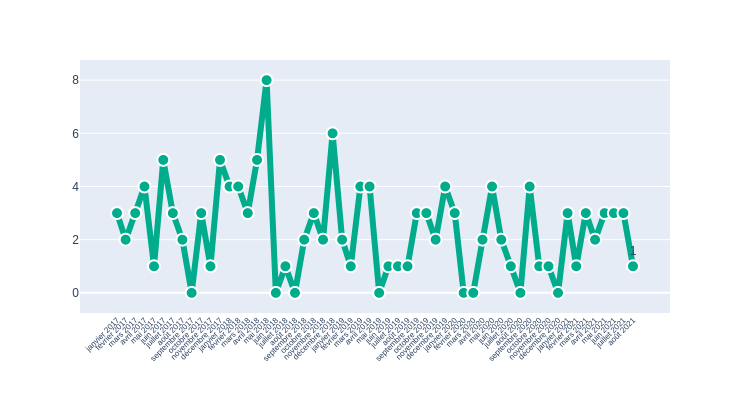 8
6
4
2
0
1
janvier 2017
février 2017
mars 2017
avril 2017
mai 2017
juin 2017
juillet 2017
août 2017
septembre 2017
octobre 2017
novembre 2017
décembre 2017
janvier 2018
février 2018
mars 2018
avril 2018
mai 2018
juin 2018
juillet 2018
août 2018
septembre 2018
octobre 2018
novembre 2018
décembre 2018
janvier 2019
février 2019
mars 2019
avril 2019
mai 2019
juin 2019
juillet 2019
août 2019
septembre 2019
octobre 2019
novembre 2019
décembre 2019
janvier 2020
février 2020
mars 2020
avril 2020
mai 2020
juin 2020
juillet 2020
août 2020
septembre 2020
octobre 2020
novembre 2020
décembre 2020
janvier 2021
février 2021
mars 2021
avril 2021
mai 2021
juin 2021
juillet 2021
août 2021